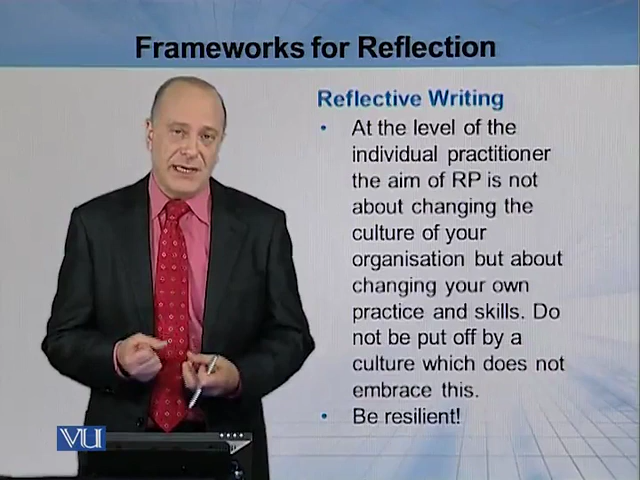 Frameworks for Reflection
Reflective Writing
• At the level of the
individual practitioner
the aim of RP is not
about changing the
culture of your
organisation but about
changing your own
practice and skills. Do
not be put off by a
culture which does not
embrace this.
• Be resilient!
VU